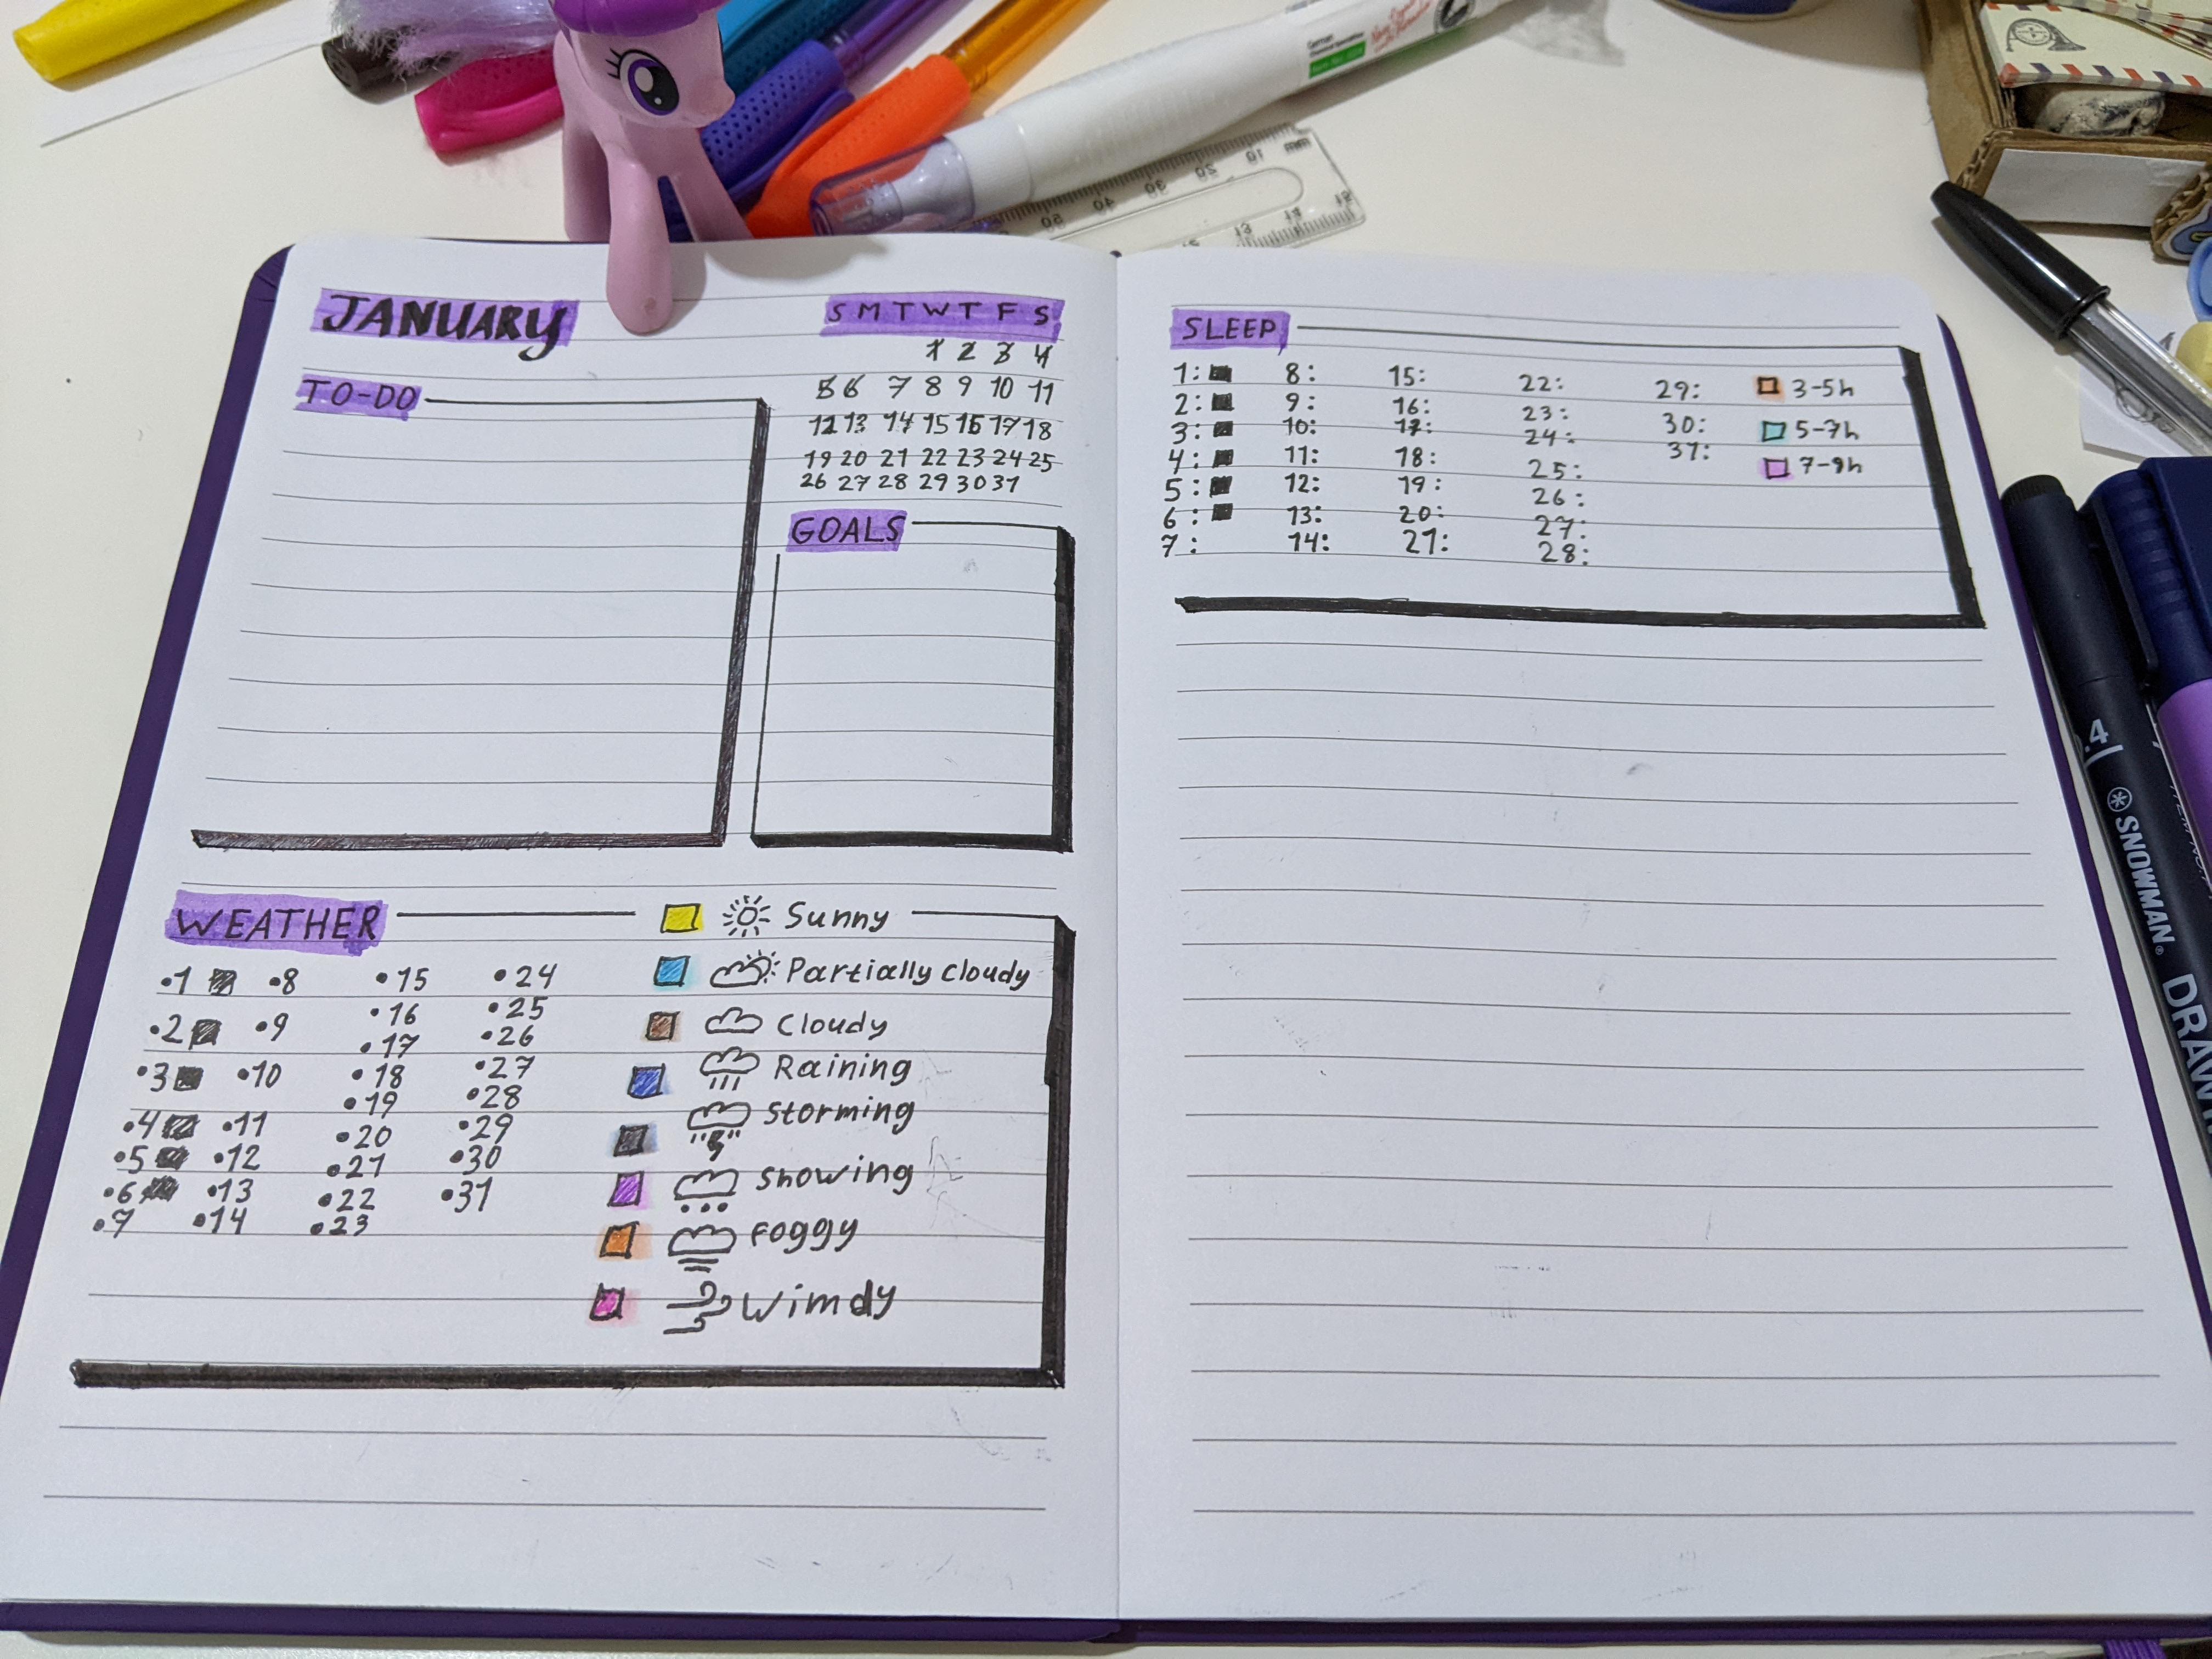 JANUARY
S M T W T F S
1 2 3 4
5 6 7 8 9 10 11
12 13 14 15 16 17 18
19 20 21 22 23 24 25
26 27 28 29 30 31
TO-DO
GOALS
WEATHER
Sunny
Partially cloudy
Cloudy
Raining
Storming
Snowing
Foggy
Wimdy
•1 •8 •15 •24
•2 •9 •16 •25
•3 •10 •17 •26
•4 •11 •18 •27
•5 •12 •19 •28
•6 •13 •20 •29
•7 •14 •21 •30
•22 •31
•23
SLEEP
1: 8: 15: 22: 29: 3-5h
2: 9: 16: 23: 30: 5-7h
3: 10: 17: 24: 31: 7-9h
4: 11: 18: 25:
5: 12: 19: 26:
6: 13: 20: 27:
7: 14: 21: 28:
mm 10 20 30 40 50
SNOWMAN